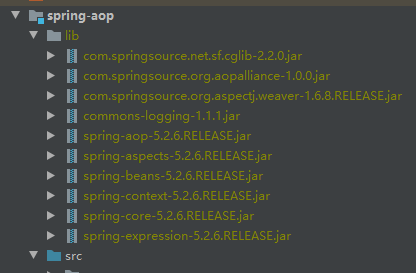 spring-aop
lib
com.springsource.net.sf.cglib-2.2.0.jar
com.springsource.org.aopalliance-1.0.0.jar
com.springsource.org.aspectj.weaver-1.6.8.RELEASE.jar
commons-logging-1.1.1.jar
spring-aop-5.2.6.RELEASE.jar
spring-aspects-5.2.6.RELEASE.jar
spring-beans-5.2.6.RELEASE.jar
spring-context-5.2.6.RELEASE.jar
spring-core-5.2.6.RELEASE.jar
spring-expression-5.2.6.RELEASE.jar
src